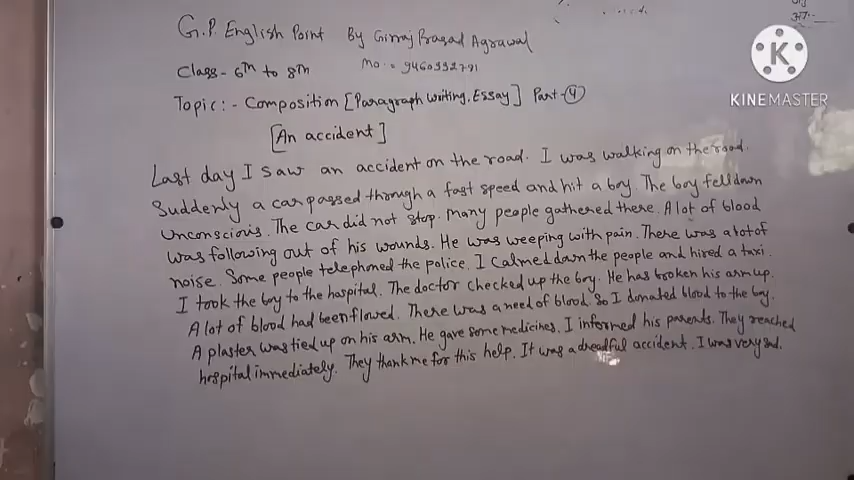 G.P. English Point By Girraj Prasad Agrawal
Class - 6th to 8th Mo. = 9460392791
Topic :- Composition [Paragraph writing, Essay] Part - 4
[An accident]
Last day I saw an accident on the road. I was walking on the road.
Suddenly a car passed through a fast speed and hit a boy. The boy fell down
unconscious. The car did not stop. Many people gathered there. A lot of blood
was following out of his wounds. He was weeping with pain. There was a lot of
noise. Some people telephoned the police. I calmed down the people and hired a taxi.
I took the boy to the hospital. The doctor checked up the boy. He has broken his arm up.
A lot of blood had been flowed. There was a need of blood. So I donated blood to the boy.
A plaster was tied up on his arm. He gave some medicines. I informed his parents. They reached
hospital immediately. They thank me for this help. It was a dreadful accident. I was very sad.
KINEMASTER